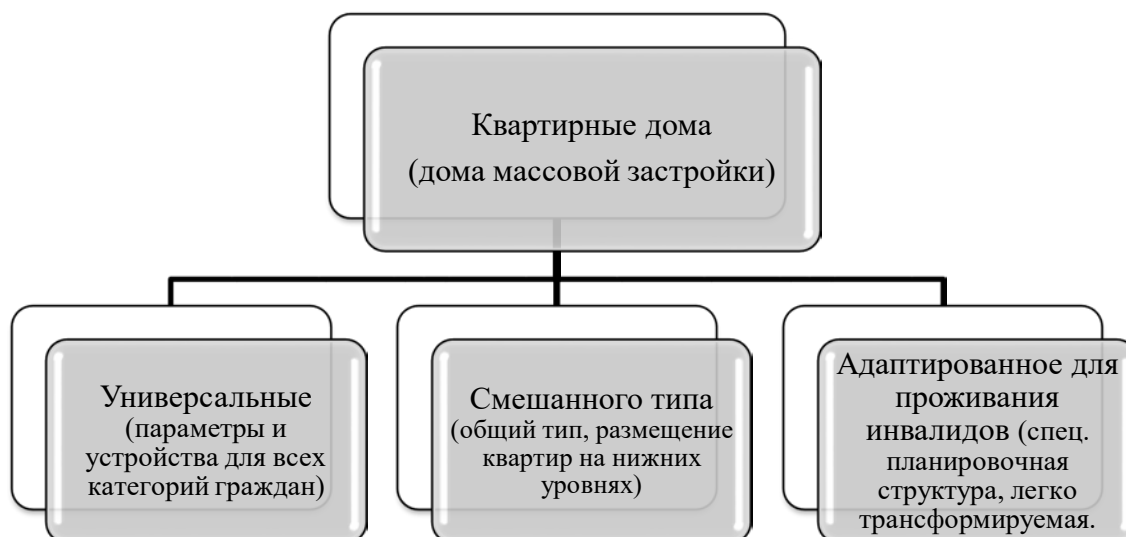 Квартирные дома
(дома массовой застройки)
Универсальные
(параметры и
устройства для всех
категорий граждан)
Смешанного типа
(общий тип, размещение
квартир на нижних
уровнях)
Адаптированное для
проживания
инвалидов (спец.
планировочная
структура, легко
трансформируемая.